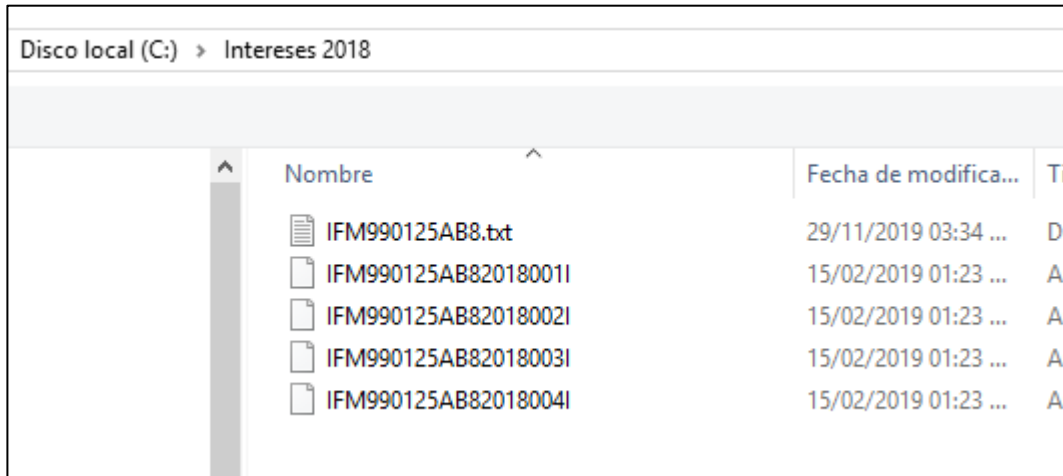 Disco local (C:) > Intereses 2018
Nombre Fecha de modifica... T
IFM990125AB8.txt 29/11/2019 03:34 ... D
IFM990125AB82018001I 15/02/2019 01:23 ... A
IFM990125AB82018002I 15/02/2019 01:23 ... A
IFM990125AB82018003I 15/02/2019 01:23 ... A
IFM990125AB82018004I 15/02/2019 01:23 ... A